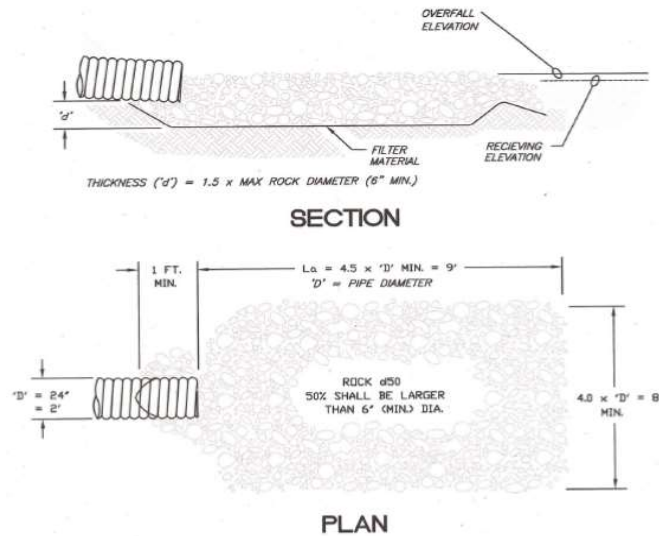 OVERFALL
ELEVATION
'd'
FILTER
MATERIAL
RECIEVING
ELEVATION
THICKNESS ('d') = 1.5 x MAX ROCK DIAMETER (6" MIN.)
SECTION
1 FT.
MIN.
La = 4.5 x 'D' MIN. = 9'
'D' = PIPE DIAMETER
'D' = 24"
= 2'
ROCK d50
50% SHALL BE LARGER
THAN 6" (MIN.) DIA.
4.0 x 'D' = 8
MIN.
PLAN